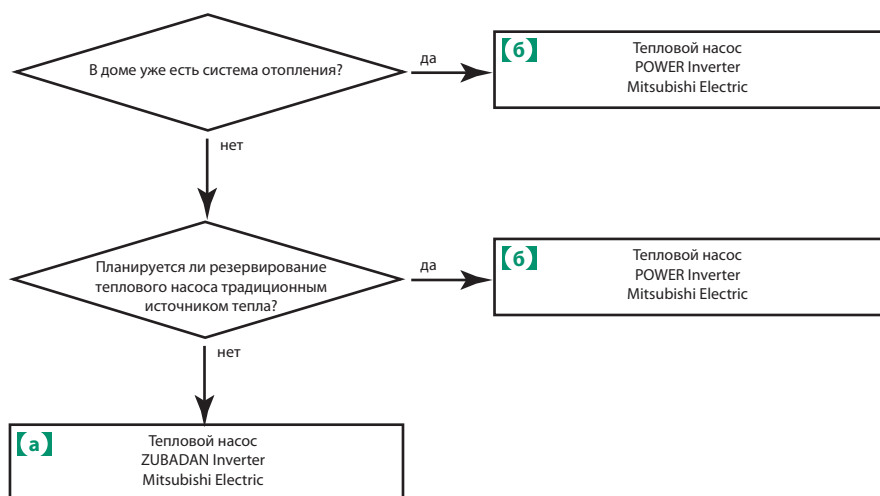 В доме уже есть система отопления?
да
【б】
Тепловой насос
POWER Inverter
Mitsubishi Electric
нет
Планируется ли резервирование
теплового насоса традиционным
источником тепла?
да
【б】
Тепловой насос
POWER Inverter
Mitsubishi Electric
нет
【а】
Тепловой насос
ZUBADAN Inverter
Mitsubishi Electric